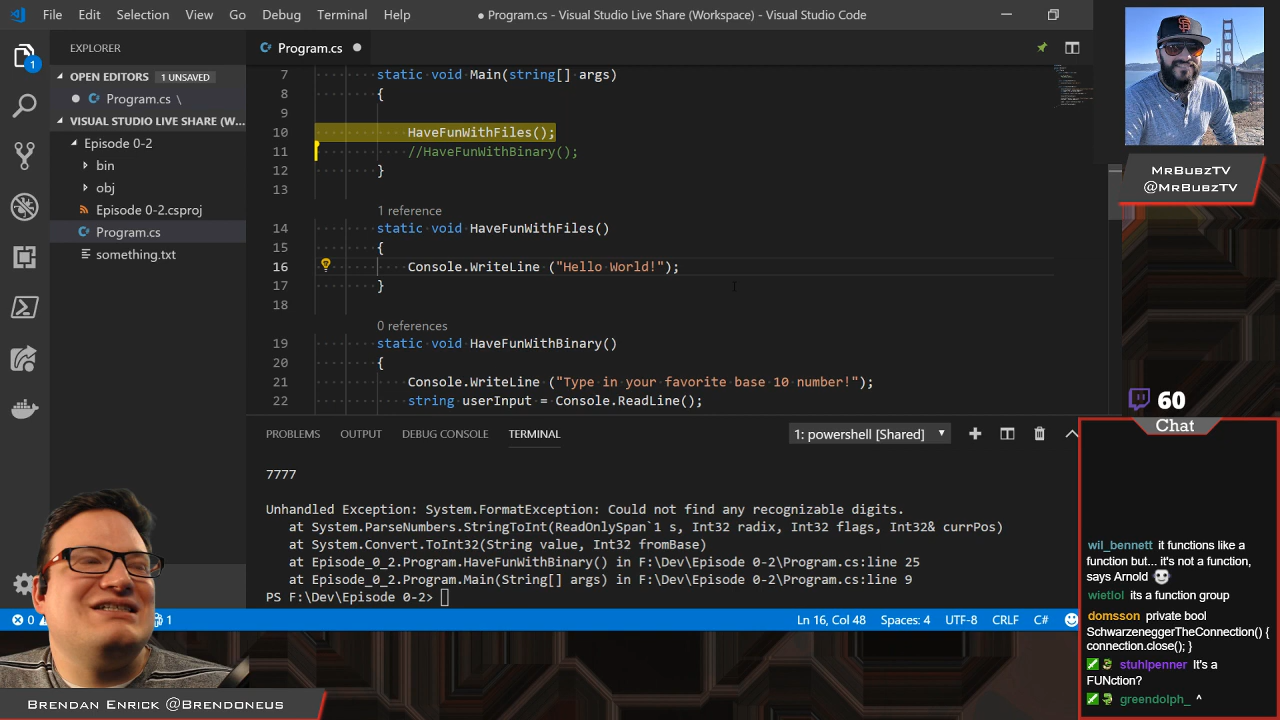 File Edit Selection View Go Debug Terminal Help
● Program.cs - Visual Studio Live Share (Workspace) - Visual Studio Code
EXPLORER
OPEN EDITORS 1 UNSAVED
Program.cs \
VISUAL STUDIO LIVE SHARE (W...
Episode 0-2
bin
obj
Episode 0-2.csproj
Program.cs
something.txt
1
Program.cs
7 static void Main(string[] args)
8 {
9
10 HaveFunWithFiles();
11 //HaveFunWithBinary();
12 }
13
1 reference
14 static void HaveFunWithFiles()
15 {
16 Console.WriteLine ("Hello World!");
17 }
18
0 references
19 static void HaveFunWithBinary()
20 {
21 Console.WriteLine ("Type in your favorite base 10 number!");
22 string userInput = Console.ReadLine();
PROBLEMS OUTPUT DEBUG CONSOLE TERMINAL
1: powershell [Shared]
7777
Unhandled Exception: System.FormatException: Could not find any recognizable digits.
at System.ParseNumbers.StringToInt(ReadOnlySpan`1 s, Int32 radix, Int32 flags, Int32& currPos)
at System.Convert.ToInt32(String value, Int32 fromBase)
at Episode_0_2.Program.HaveFunWithBinary() in F:\Dev\Episode 0-2\Program.cs:line 25
at Episode_0_2.Program.Main(String[] args) in F:\Dev\Episode 0-2\Program.cs:line 9
PS F:\Dev\Episode 0-2>
0 1 Ln 16, Col 48 Spaces: 4 UTF-8 CRLF C#
Brendan Enrick @Brendoneus
MrBubzTV
@MrBubzTV
60
Chat
wil_bennett it functions like a
function but... it's not a function,
says Arnold
wietlol its a function group
domsson private bool
SchwarzeneggerTheConnection() {
connection.close(); }
stuhlpenner It's a
FUNction?
greendolph_ ^